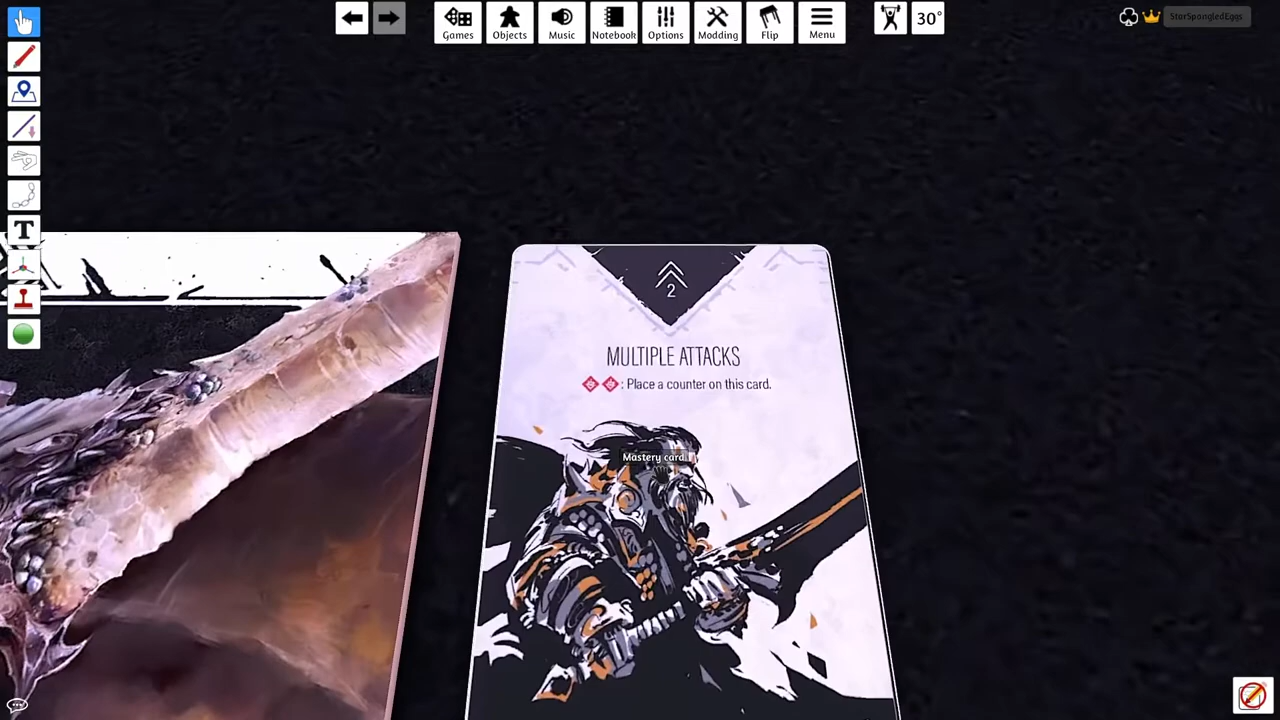 Games
Objects
Music
Notebook
Options
Modding
Flip
Menu
30°
StarSpangledEggs
T
2
MULTIPLE ATTACKS
: Place a counter on this card.
Mastery card